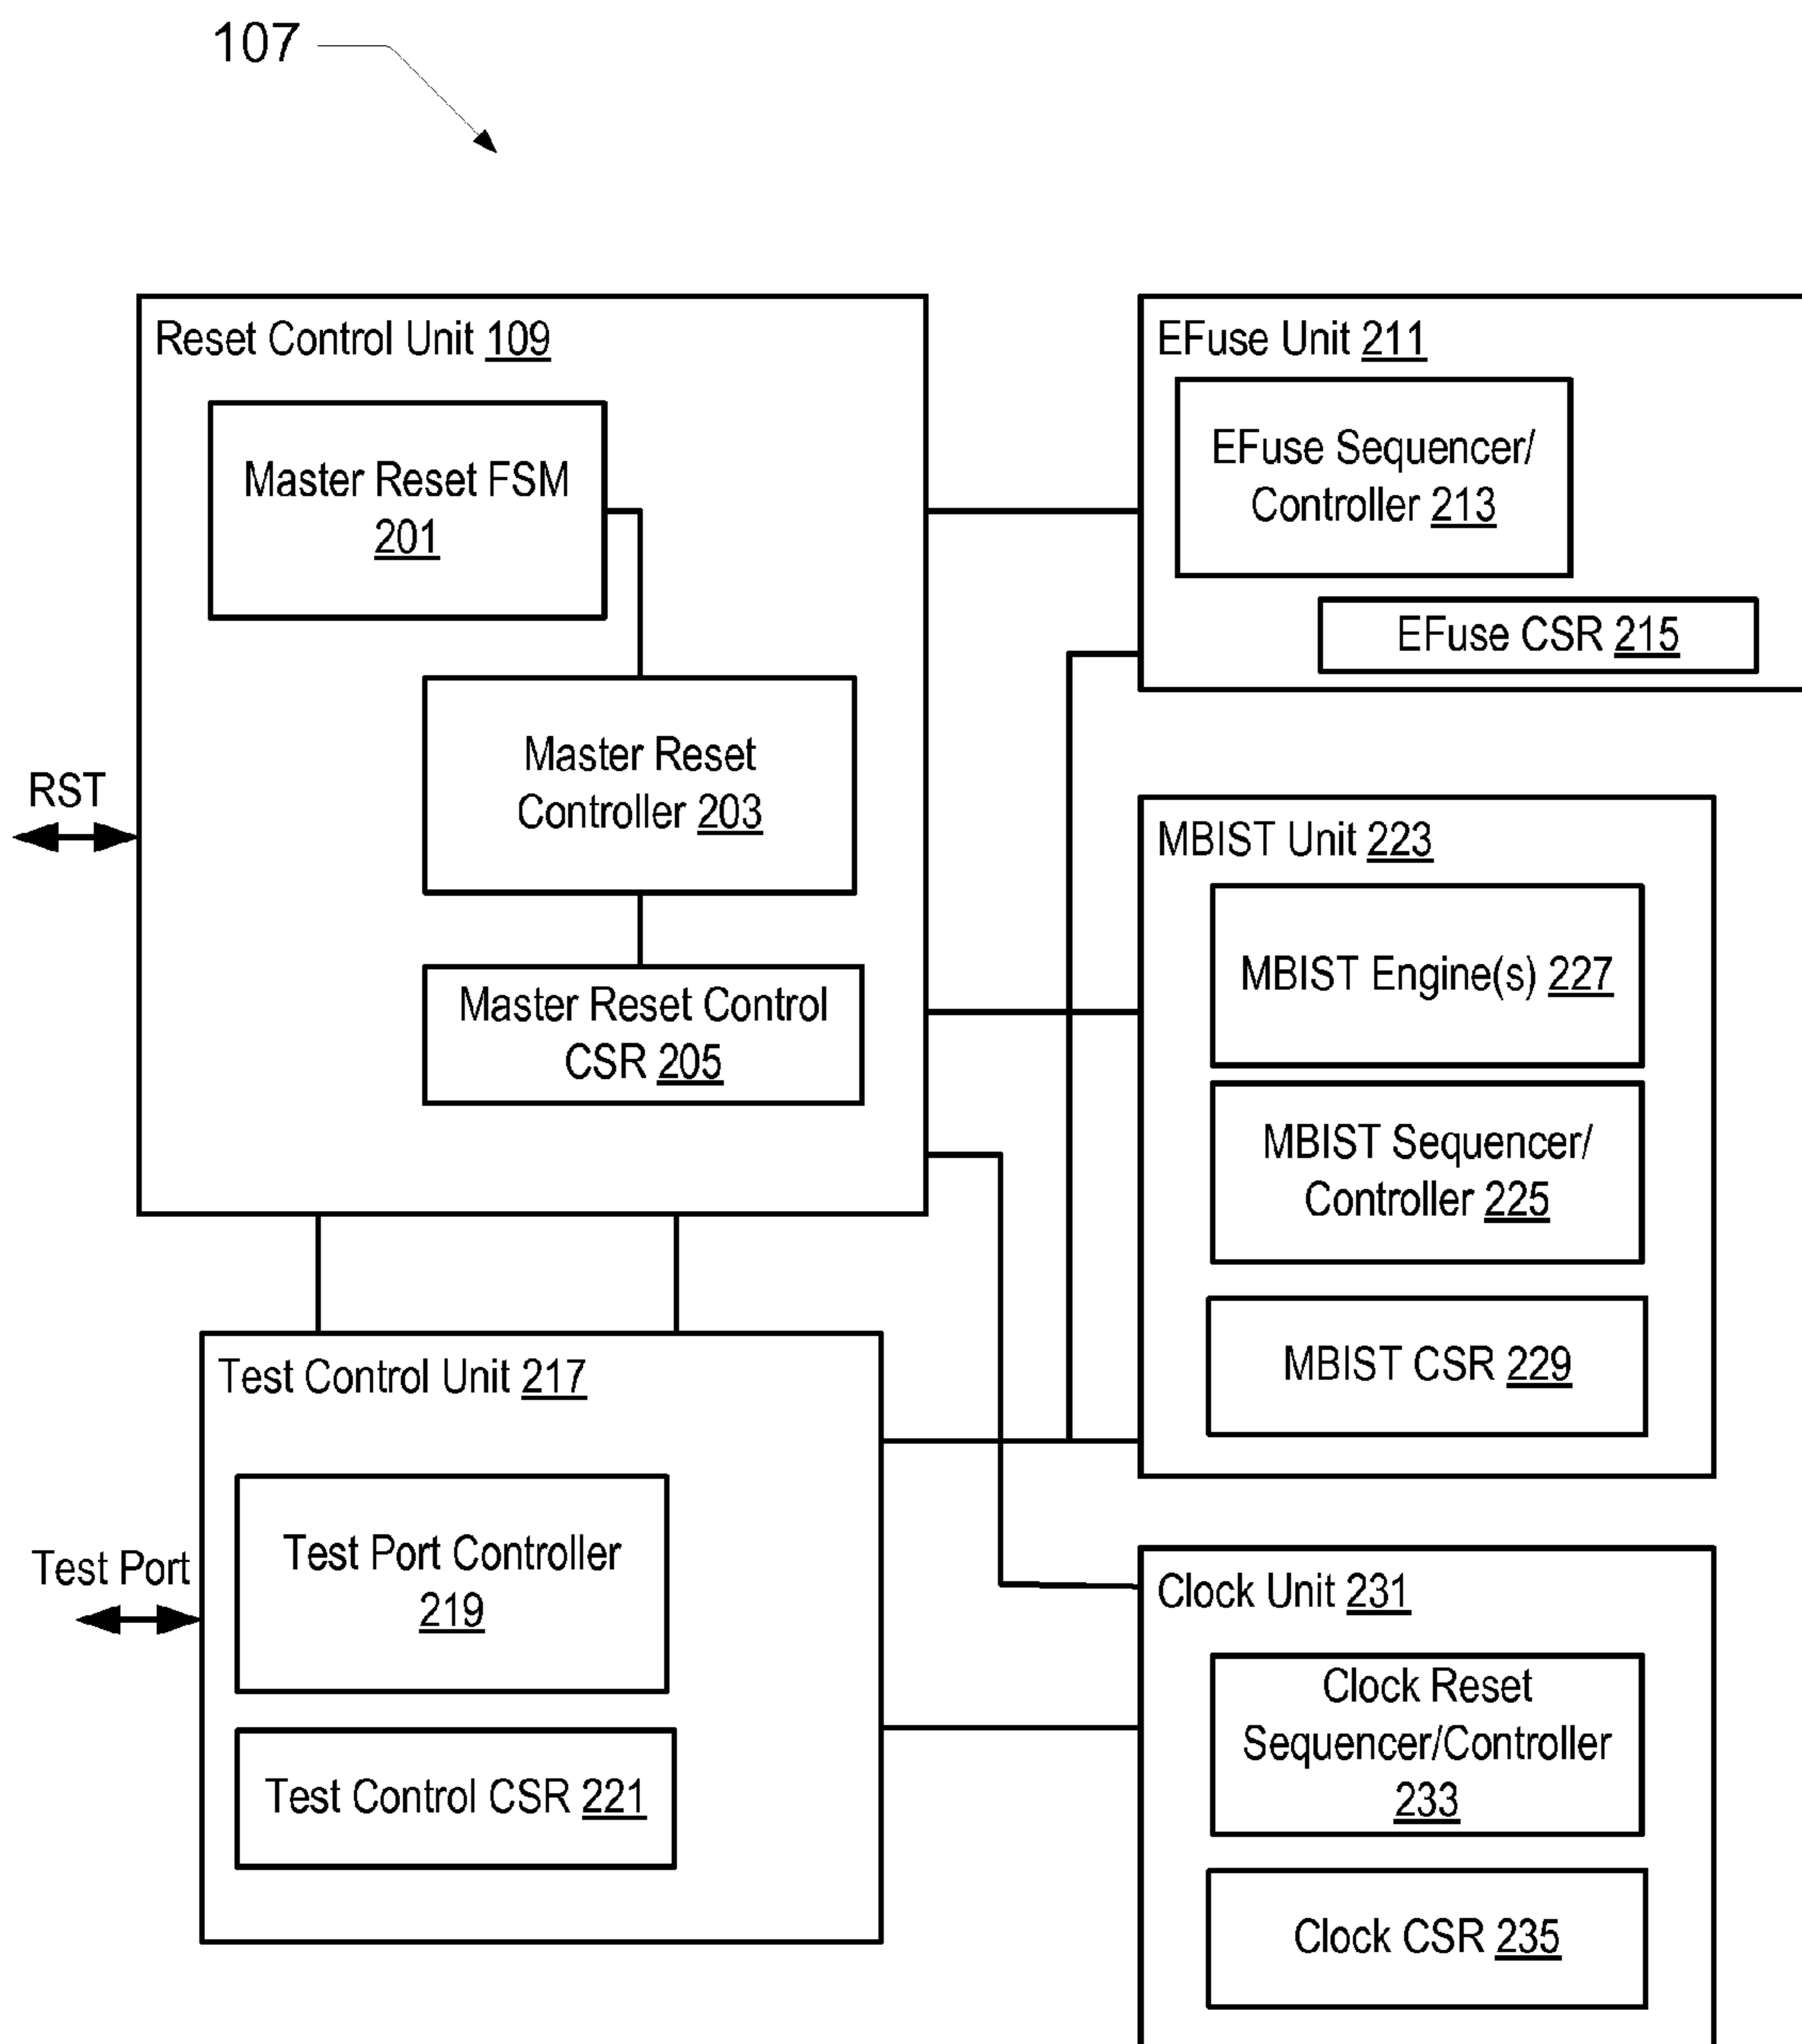 107
Reset Control Unit 109
Master Reset FSM
201
Master Reset
Controller 203
Master Reset Control
CSR 205
RST
EFuse Unit 211
EFuse Sequencer/
Controller 213
EFuse CSR 215
MBIST Unit 223
MBIST Engine(s) 227
MBIST Sequencer/
Controller 225
MBIST CSR 229
Test Control Unit 217
Test Port Controller
219
Test Control CSR 221
Test Port
Clock Unit 231
Clock Reset
Sequencer/Controller
233
Clock CSR 235